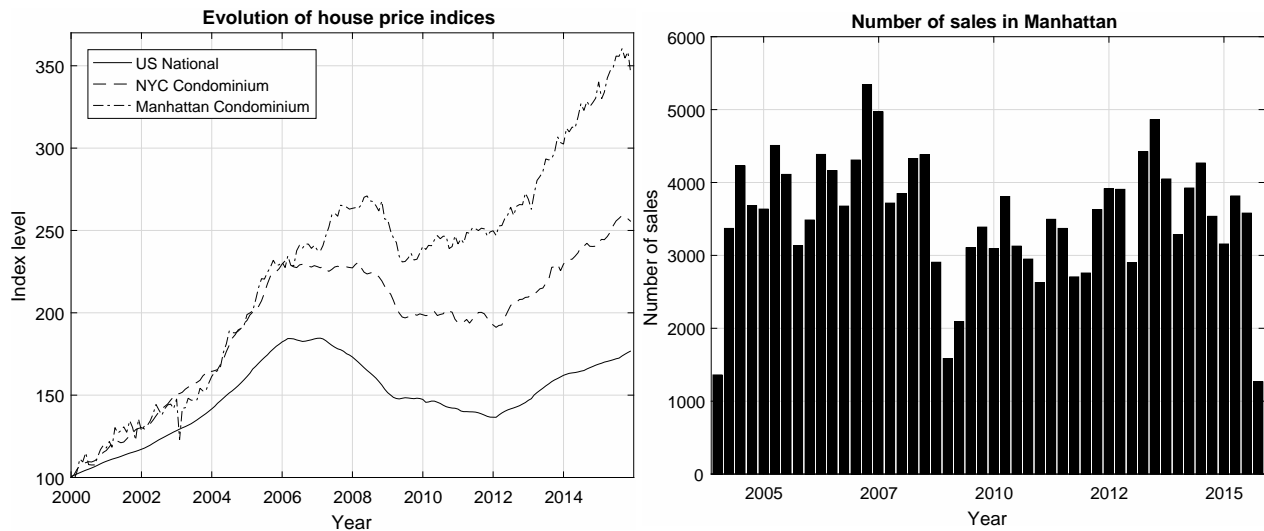 Evolution of house price indices
US National
NYC Condominium
Manhattan Condominium
350
300
250
200
150
100
Index level
2000 2002 2004 2006 2008 2010 2012 2014
Year
Number of sales in Manhattan
6000
5000
4000
3000
2000
1000
0
Number of sales
2005 2007 2010 2012 2015
Year